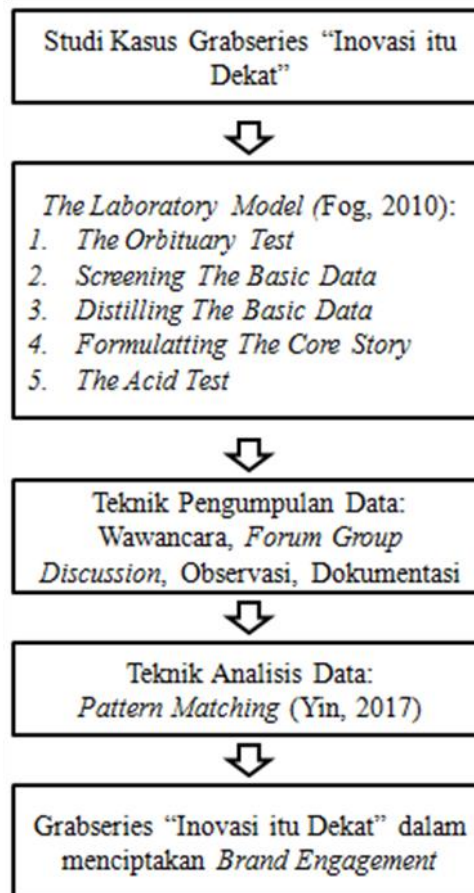 Studi Kasus Grabseries “Inovasi itu
Dekat”
The Laboratory Model (Fog, 2010):
1. The Orbituary Test
2. Screening The Basic Data
3. Distilling The Basic Data
4. Formulatting The Core Story
5. The Acid Test
Teknik Pengumpulan Data:
Wawancara, Forum Group
Discussion, Observasi, Dokumentasi
Teknik Analisis Data:
Pattern Matching (Yin, 2017)
Grabseries “Inovasi itu Dekat” dalam
menciptakan Brand Engagement